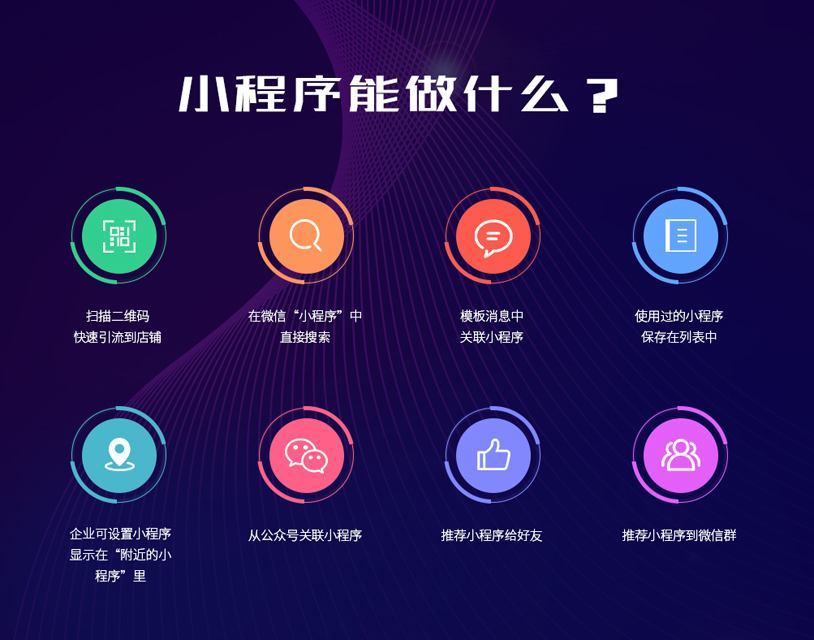 小程序能做什么？
扫描二维码
快速引流到店铺
在微信“小程序”中
直接搜索
模板消息中
关联小程序
使用过的小程序
保存在列表中
企业可设置小程序
显示在“附近的小
程序”里
从公众号关联小程序
推荐小程序给好友
推荐小程序到微信群